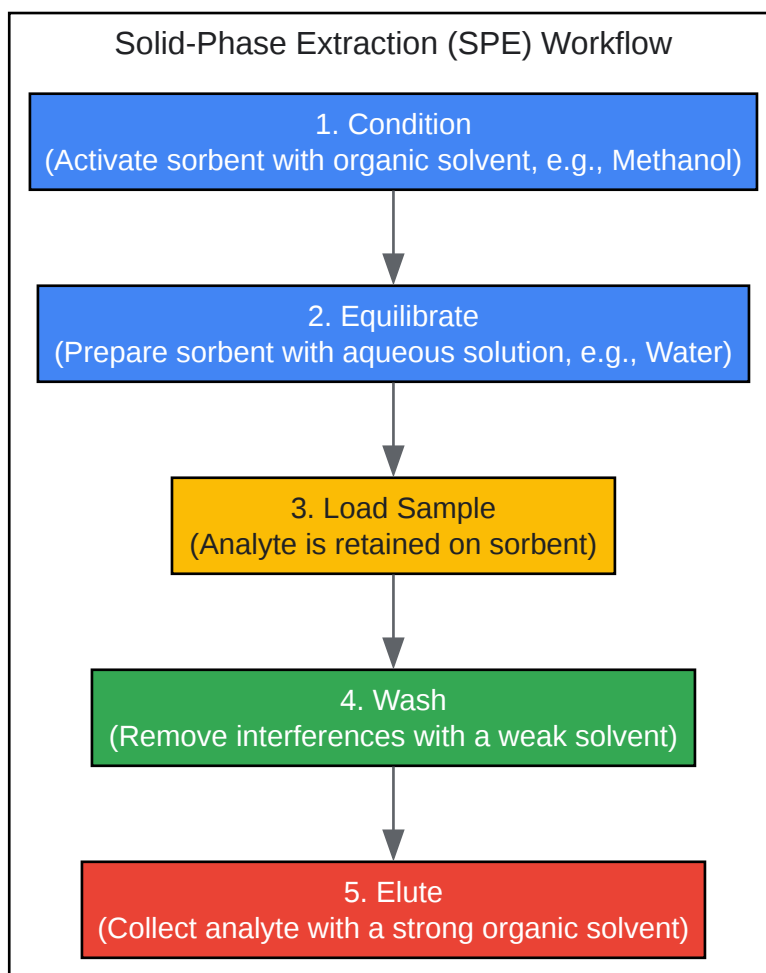 Solid-Phase Extraction (SPE) Workflow
1. Condition
(Activate sorbent with organic solvent, e.g., Methanol)
2. Equilibrate
(Prepare sorbent with aqueous solution, e.g., Water)
3. Load Sample
(Analyte is retained on sorbent)
4. Wash
(Remove interferences with a weak solvent)
5. Elute
(Collect analyte with a strong organic solvent)